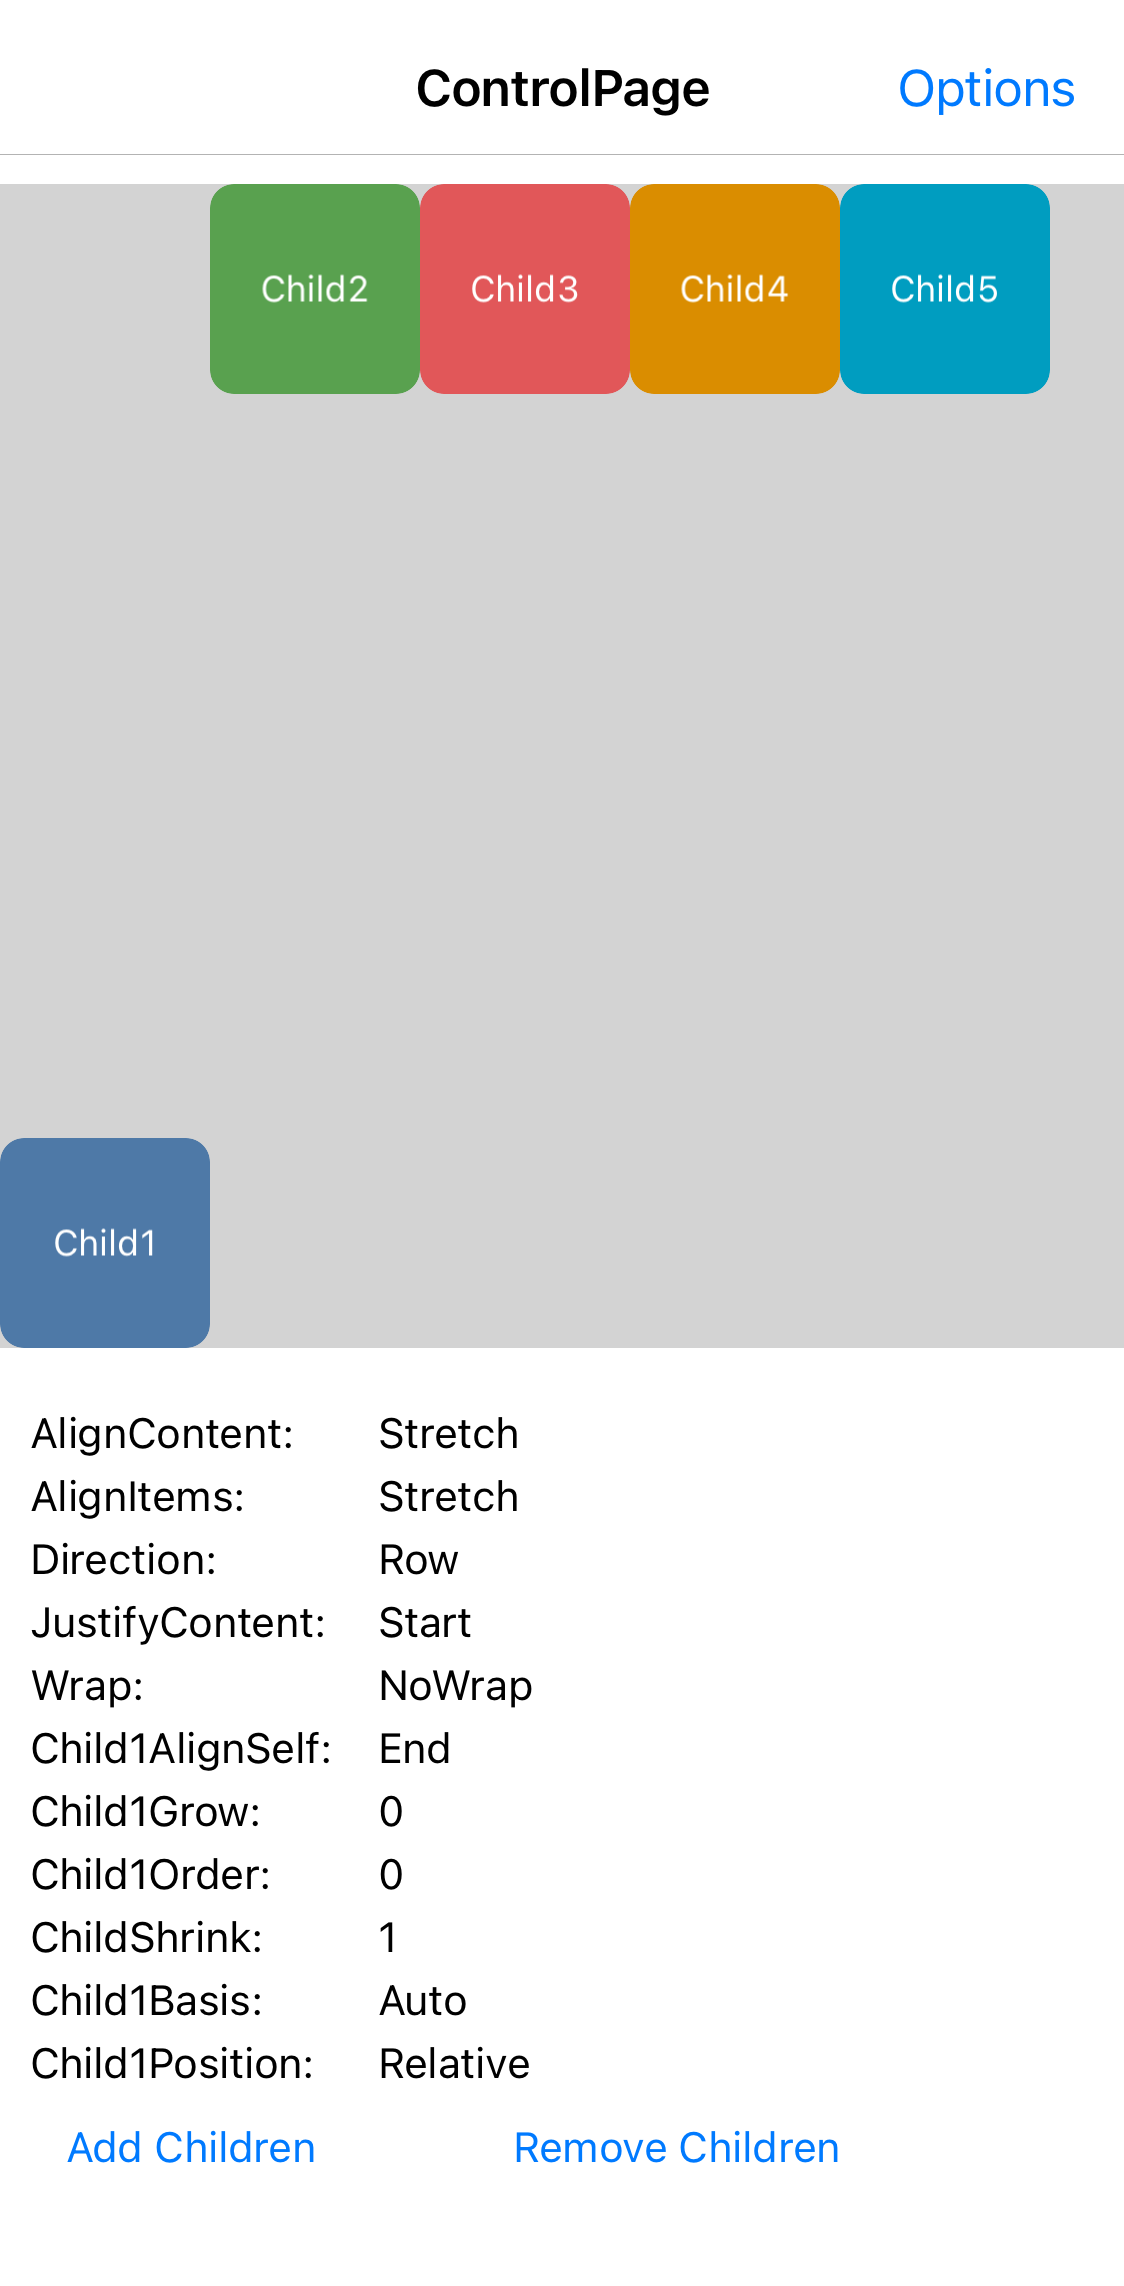 ControlPage Options
Child2 Child3 Child4 Child5
Child1
AlignContent: Stretch
AlignItems: Stretch
Direction: Row
JustifyContent: Start
Wrap: NoWrap
Child1AlignSelf: End
Child1Grow: 0
Child1Order: 0
ChildShrink: 1
Child1Basis: Auto
Child1Position: Relative
Add Children Remove Children